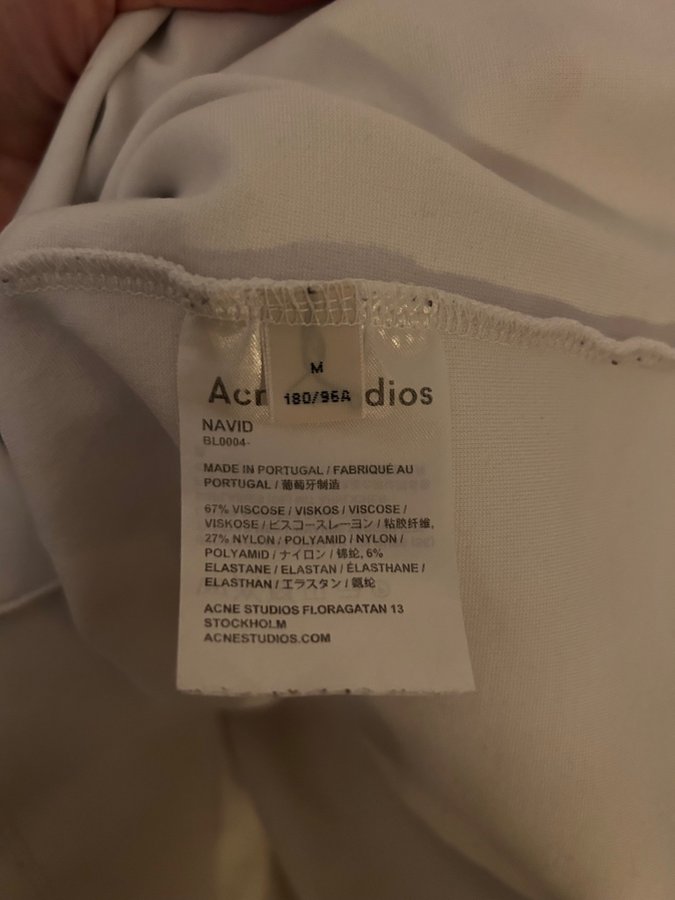 M
180/96A
Acn dios
NAVID
BL0004-
MADE IN PORTUGAL / FABRIQUÉ AU
PORTUGAL / 葡萄牙制造
67% VISCOSE / VISKOS / VISCOSE /
VISKOSE / ビスコースレーヨン / 粘胶纤维,
27% NYLON / POLYAMID / NYLON /
POLYAMID / ナイロン / 锦纶, 6%
ELASTANE / ELASTAN / ÉLASTHANE /
ELASTHAN / エラスタン / 氨纶
ACNE STUDIOS FLORAGATAN 13
STOCKHOLM
ACNESTUDIOS.COM